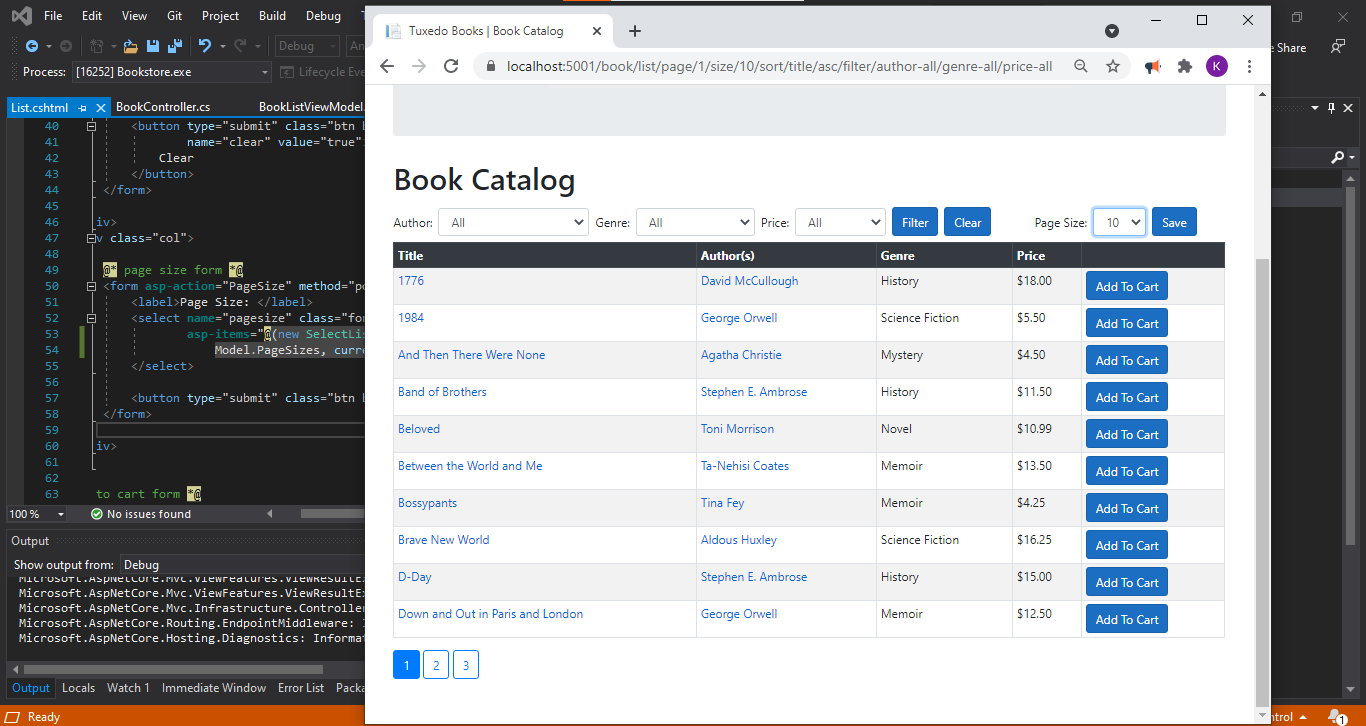 File Edit View Git Project Build Debug
Debug
Process: [16252] Bookstore.exe Lifecycle Eve
List.cshtml BookController.cs BookListViewModel.
40 <button type="submit" class="btn b
41 name="clear" value="true"
42 Clear
43 </button>
44 </form>
45
46 iv>
47 v class="col">
48
49 @* page size form *@
50 <form asp-action="PageSize" method="po
51 <label>Page Size: </label>
52 <select name="pagesize" class="for
53 asp-items="@(new SelectLis
54 Model.PageSizes, curre
55 </select>
56
57 <button type="submit" class="btn b
58 </form>
59
60 iv>
61
62
63 to cart form *@
100 % No issues found
Output
Show output from: Debug
Microsoft.AspNetCore.Mvc.ViewFeatures.ViewResultEx
Microsoft.AspNetCore.Mvc.ViewFeatures.ViewResultEx
Microsoft.AspNetCore.Mvc.Infrastructure.Controller
Microsoft.AspNetCore.Routing.EndpointMiddleware: I
Microsoft.AspNetCore.Hosting.Diagnostics: Informat
Output Locals Watch 1 Immediate Window Error List Packa
Ready
Tuxedo Books | Book Catalog
localhost:5001/book/list/page/1/size/10/sort/title/asc/filter/author-all/genre-all/price-all
K
Book Catalog
Author: All Genre: All Price: All Filter Clear Page Size: 10 Save
Title Author(s) Genre Price
1776 David McCullough History $18.00 Add To Cart
1984 George Orwell Science Fiction $5.50 Add To Cart
And Then There Were None Agatha Christie Mystery $4.50 Add To Cart
Band of Brothers Stephen E. Ambrose History $11.50 Add To Cart
Beloved Toni Morrison Novel $10.99 Add To Cart
Between the World and Me Ta-Nehisi Coates Memoir $13.50 Add To Cart
Bossypants Tina Fey Memoir $4.25 Add To Cart
Brave New World Aldous Huxley Science Fiction $16.25 Add To Cart
D-Day Stephen E. Ambrose History $15.00 Add To Cart
Down and Out in Paris and London George Orwell Memoir $12.50 Add To Cart
1 2 3
e Share
ntrol 1